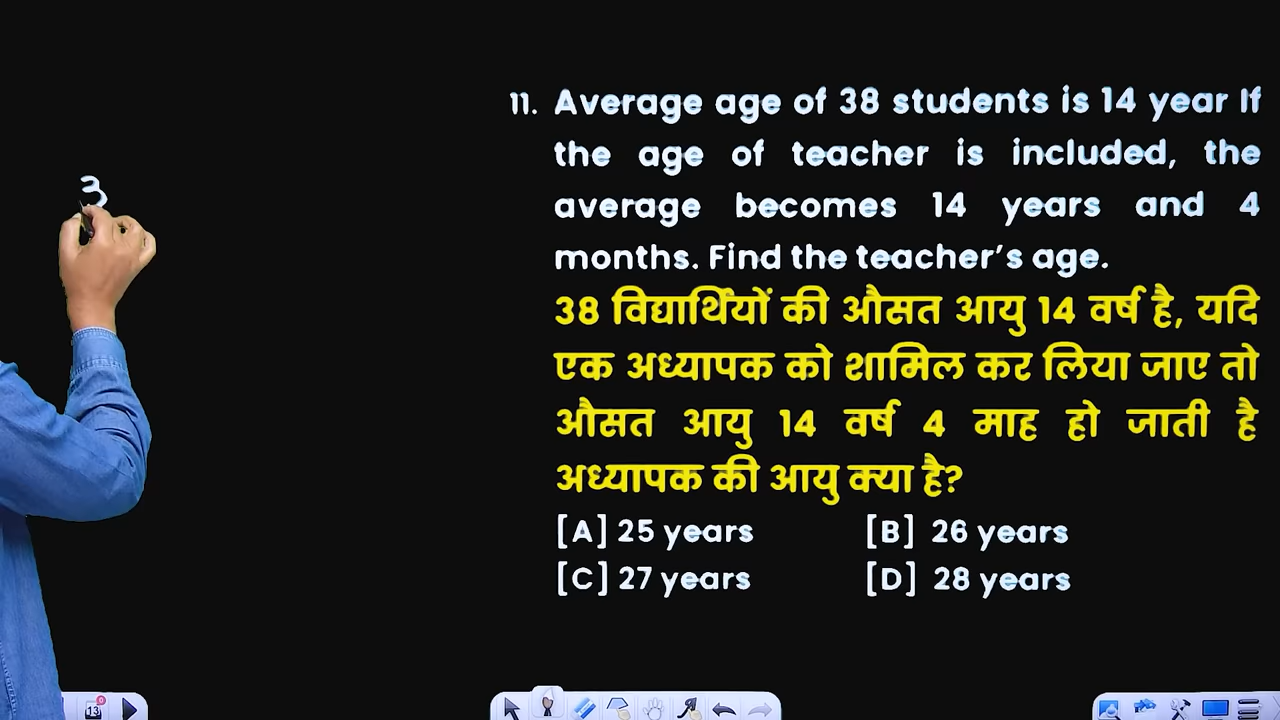 11. Average age of 38 students is 14 year If
the age of teacher is included, the
average becomes 14 years and 4
months. Find the teacher's age.
38 विद्यार्थियों की औसत आयु 14 वर्ष है, यदि
एक अध्यापक को शामिल कर लिया जाए तो
औसत आयु 14 वर्ष 4 माह हो जाती है
अध्यापक की आयु क्या है?
[A] 25 years [B] 26 years
[C] 27 years [D] 28 years
3
13